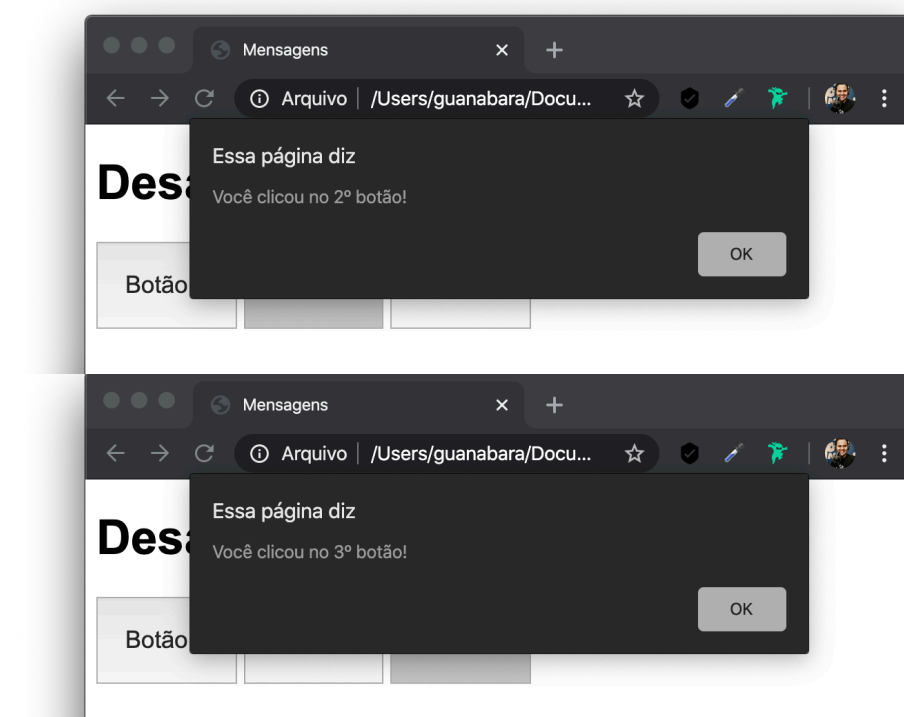 Mensagens
Arquivo /Users/guanabara/Docu...
Essa página diz
Desa
Você clicou no 2º botão!
OK
Botão
Mensagens
Arquivo /Users/guanabara/Docu...
Essa página diz
Desa
Você clicou no 3º botão!
OK
Botão